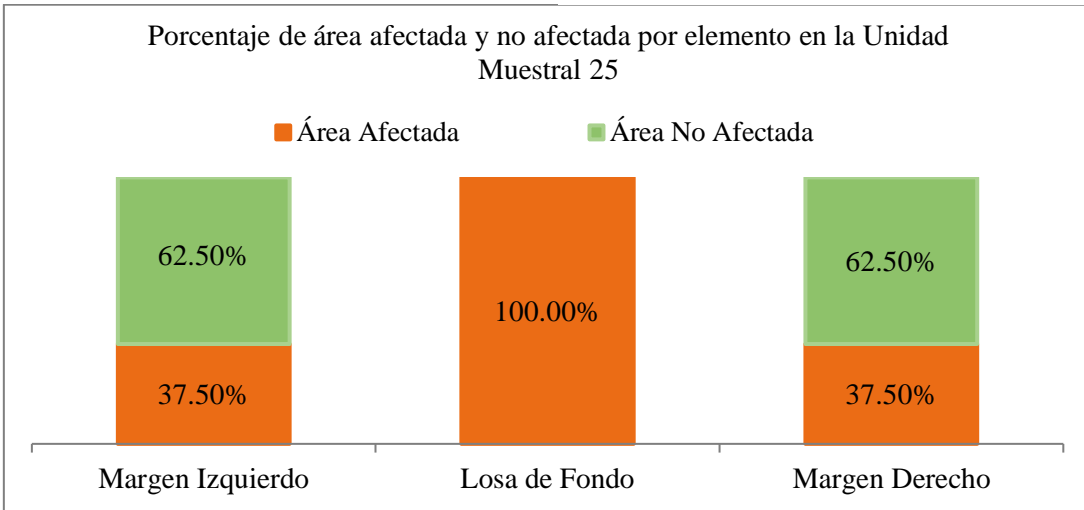 Porcentaje de área afectada y no afectada por elemento en la Unidad
Muestral 25
Área Afectada
Área No Afectada
62.50%
37.50%
100.00%
62.50%
37.50%
Margen Izquierdo
Losa de Fondo
Margen Derecho